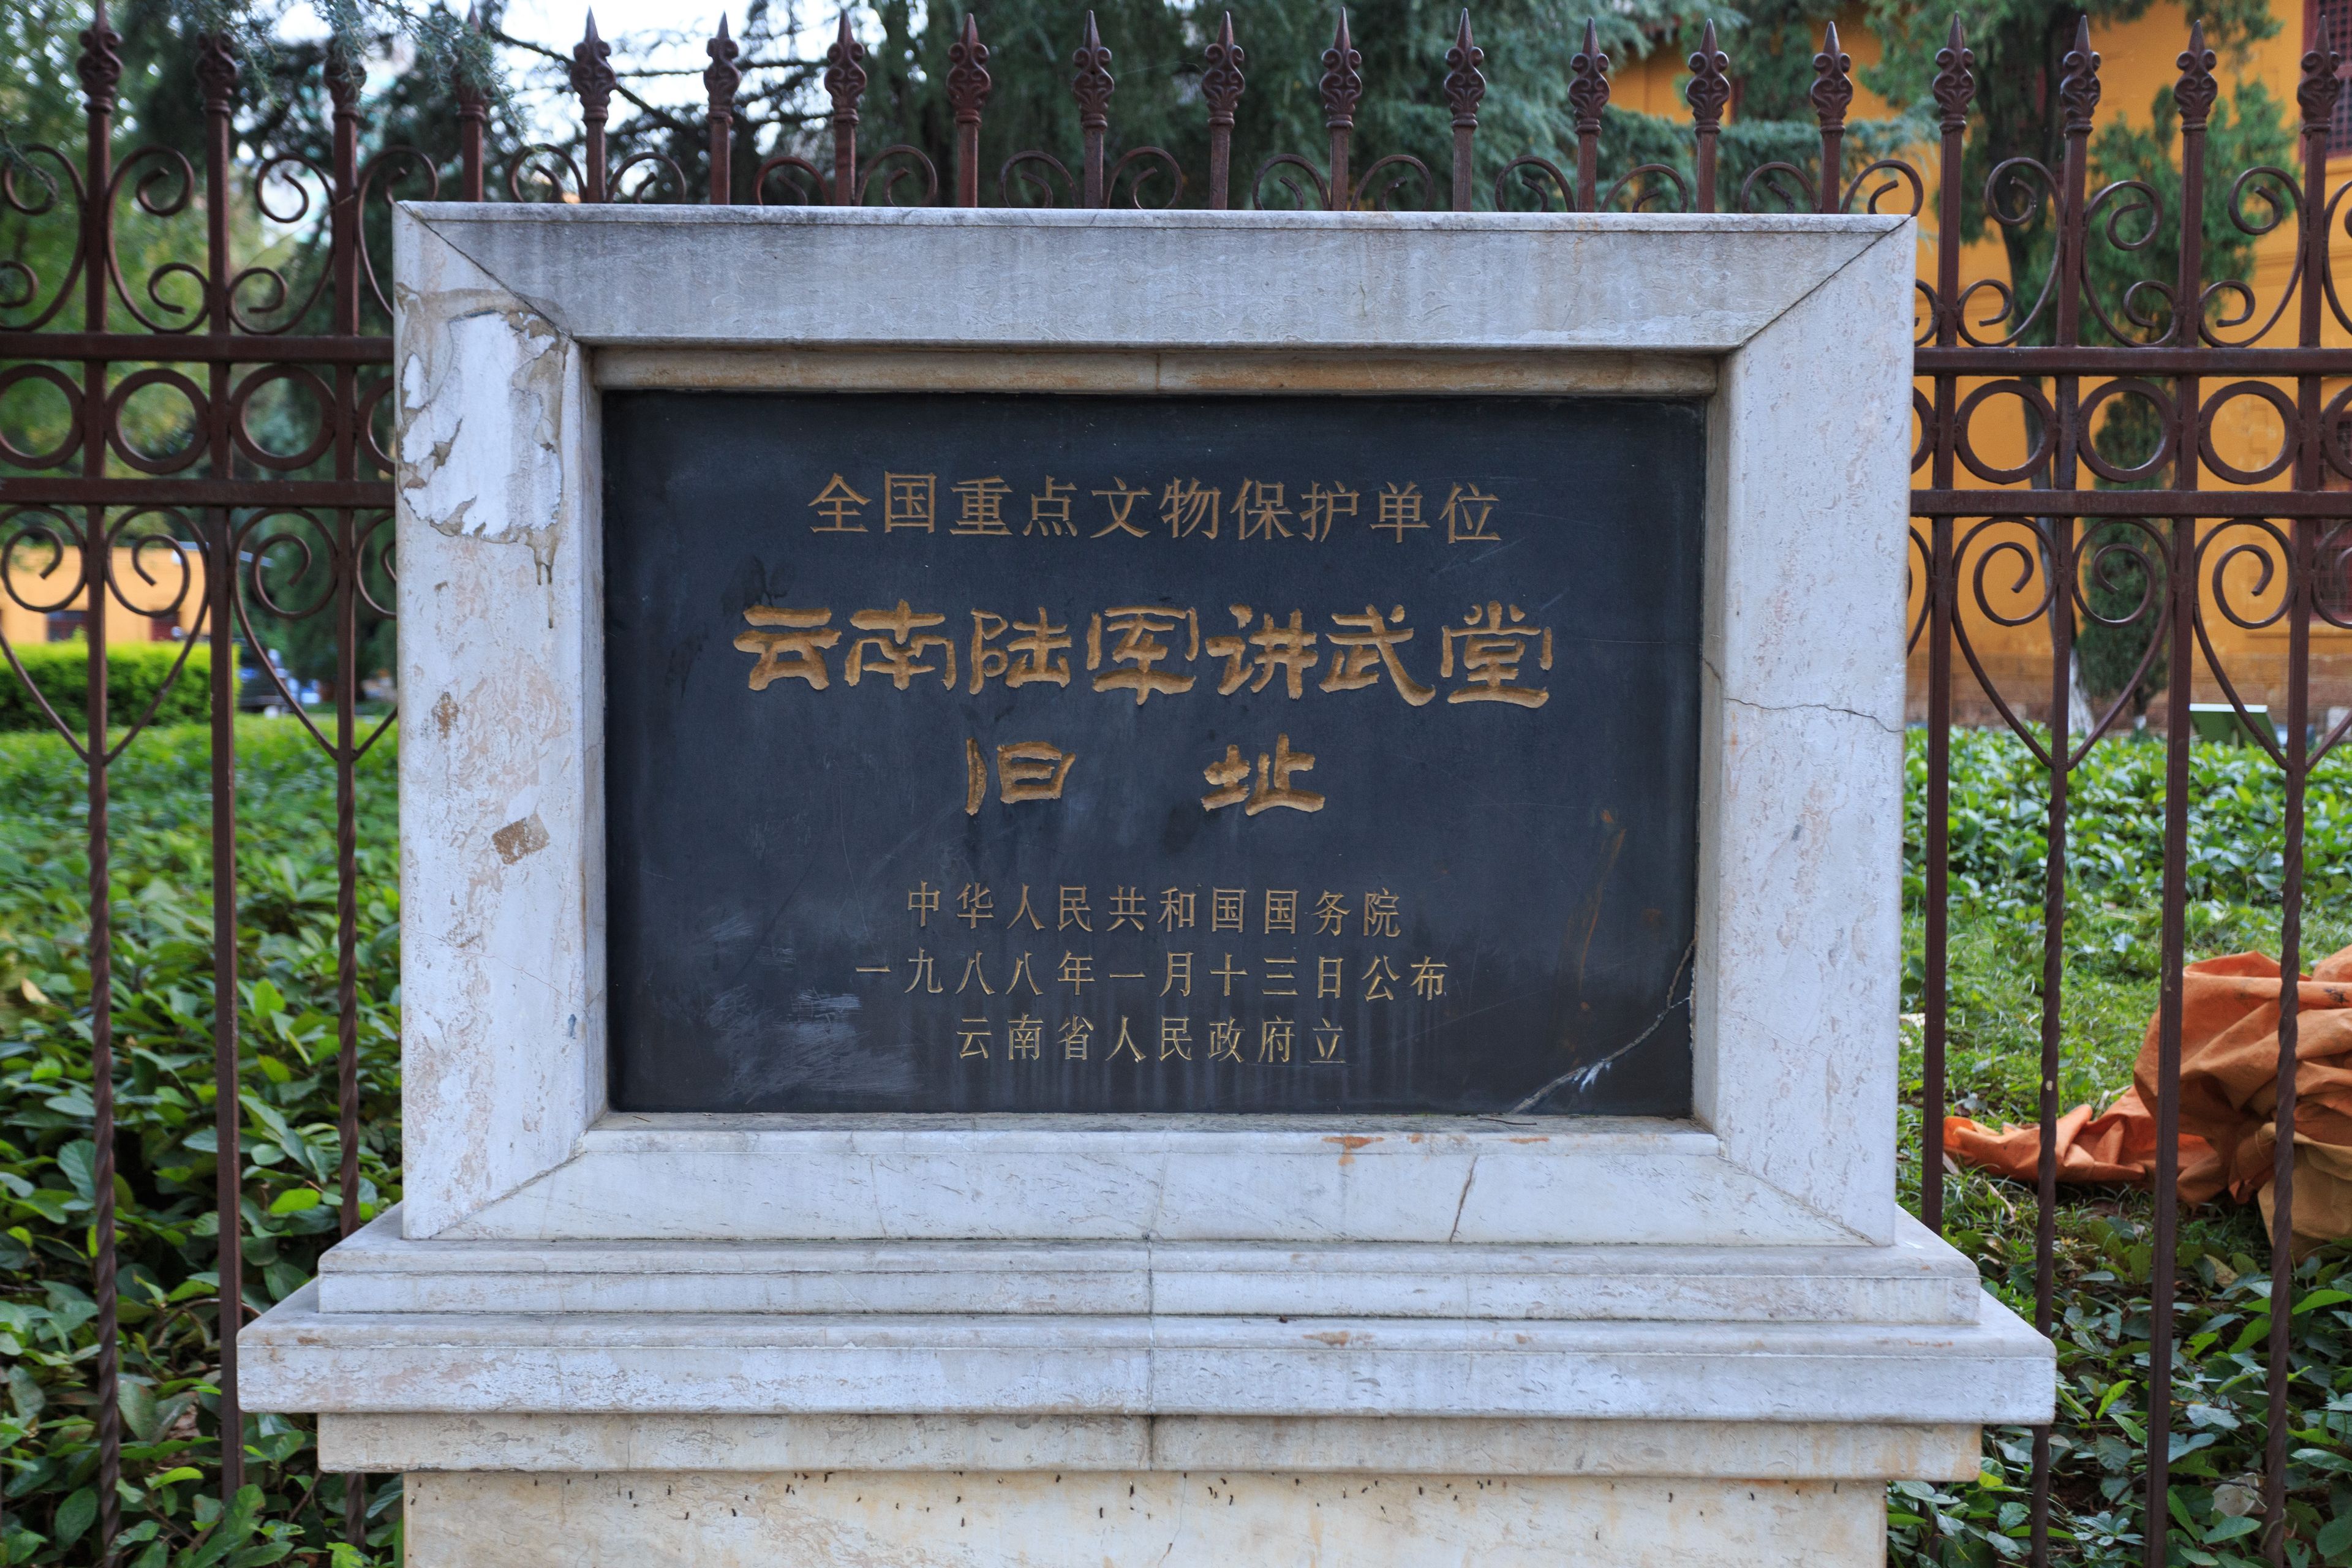 全国重点文物保护单位
云南陆军讲武堂
旧址
中华人民共和国国务院
一九八八年一月十三日公布
云南省人民政府立